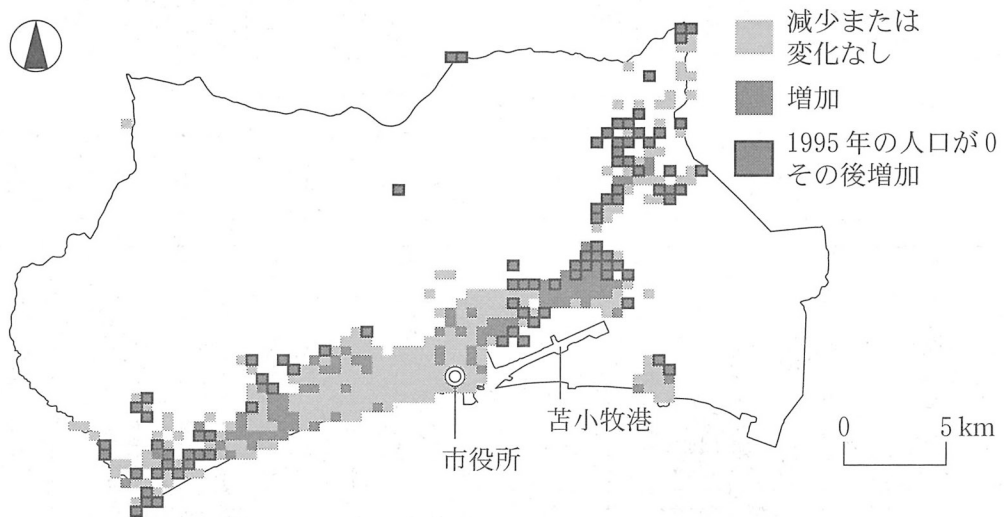 減少または
変化なし
増加
1995年の人口が0
その後増加
苫小牧港
市役所
0
5 km